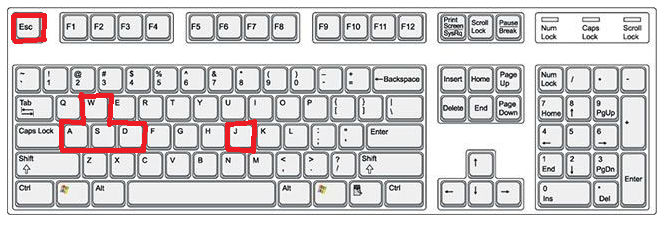 Esc F1 F2 F3 F4 F5 F6 F7 F8 F9 F10 F11 F12 Print Screen SysRq Scroll Lock Pause Break Num Lock Caps Lock Scroll Lock
~ ! @ # $ % ^ & * ( ) - +
` 1 2 3 4 5 6 7 8 9 0 - = ←Backspace Insert Home Page Up Num Lock / * -
Tab Q W E R T Y U I O P { [ } ] | \ Delete End Page Down 7 Home 8 ↑ 9 PgUp +
Caps Lock A S D F G H J K L : ; " ' Enter 4 ← 5 6 →
Shift Z X C V B N M < , > . ? / Shift ↑ 1 End 2 ↓ 3 PgDn Enter
Ctrl Alt Alt Ctrl ← ↓ → 0 Ins . Del